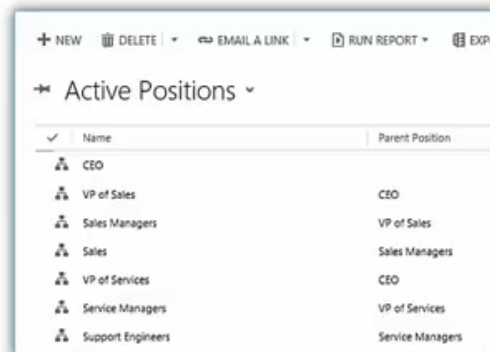 NEW DELETE EMAIL A LINK RUN REPORT
Active Positions
Name Parent Position
CEO
VP of Sales CEO
Sales Managers VP of Sales
Sales Sales Managers
VP of Services CEO
Service Managers VP of Services
Support Engineers Service Managers